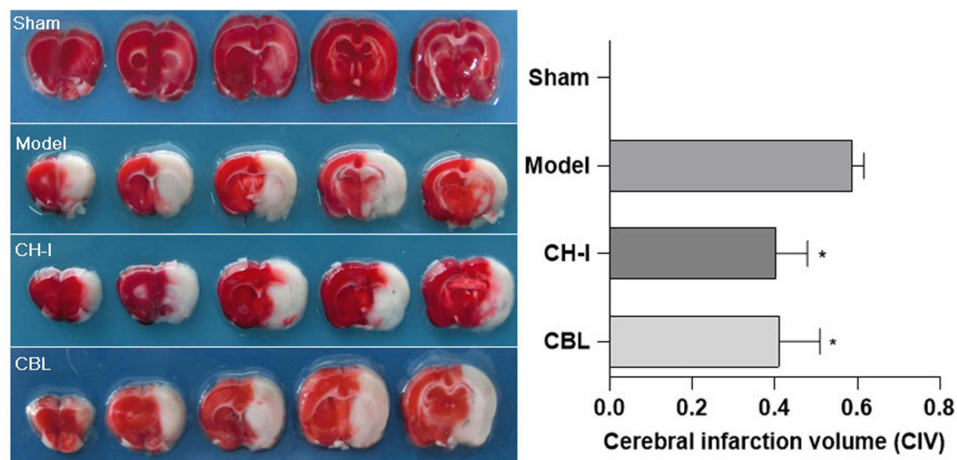 Sham
Model
CH-I
CBL
Sham
Model
CH-I
*
CBL
*
0.0 0.2 0.4 0.6 0.8
Cerebral infarction volume (CIV)